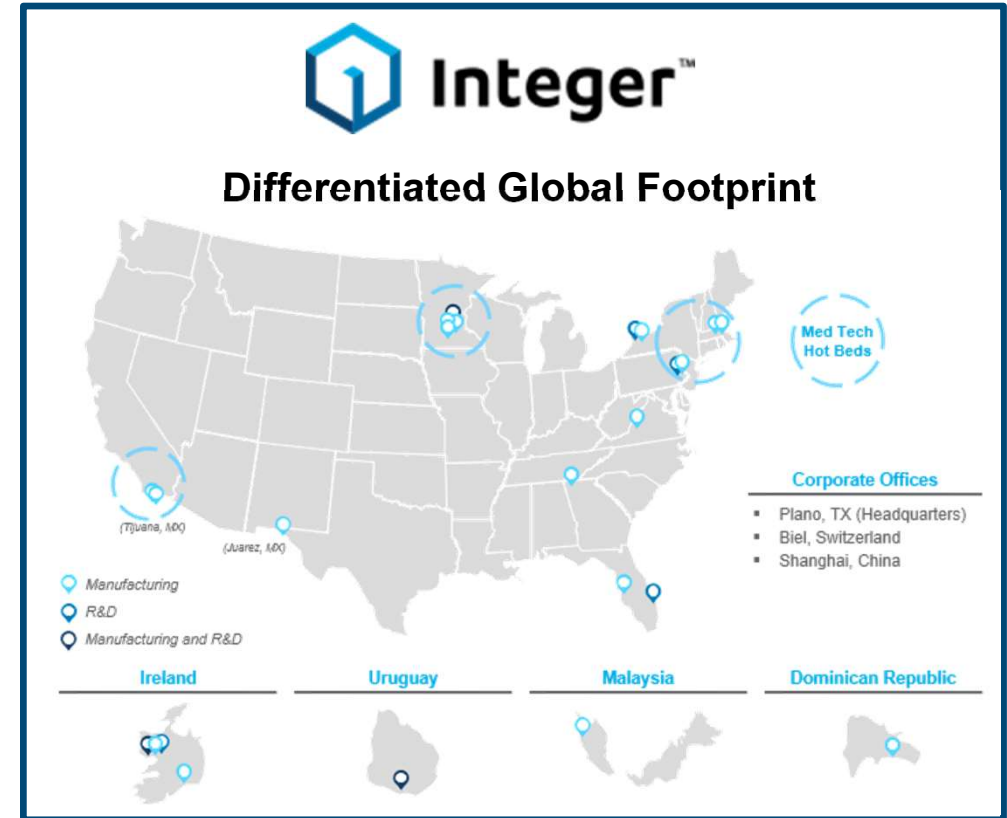 Integer™
Differentiated Global Footprint
Med Tech
Hot Beds
Corporate Offices
▪ Plano, TX (Headquarters)
▪ Biel, Switzerland
▪ Shanghai, China
(Tijuana, MX)
(Juarez, MX)
Manufacturing
R&D
Manufacturing and R&D
Ireland
Uruguay
Malaysia
Dominican Republic